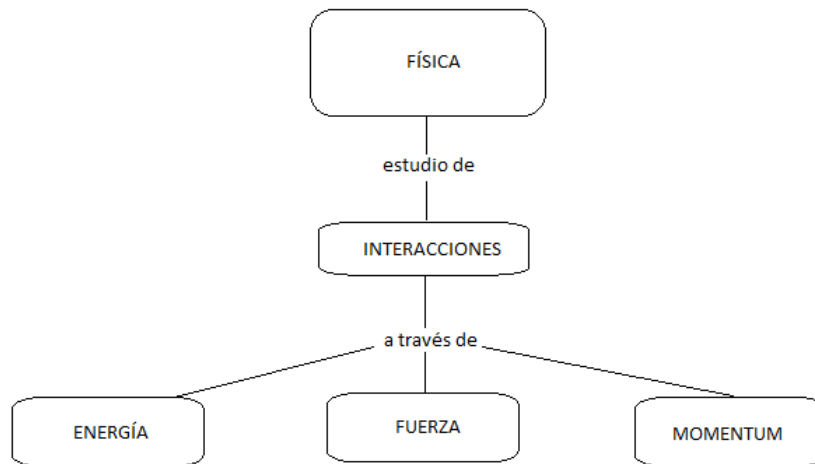 FÍSICA
estudio de
INTERACCIONES
a través de
ENERGÍA
FUERZA
MOMENTUM